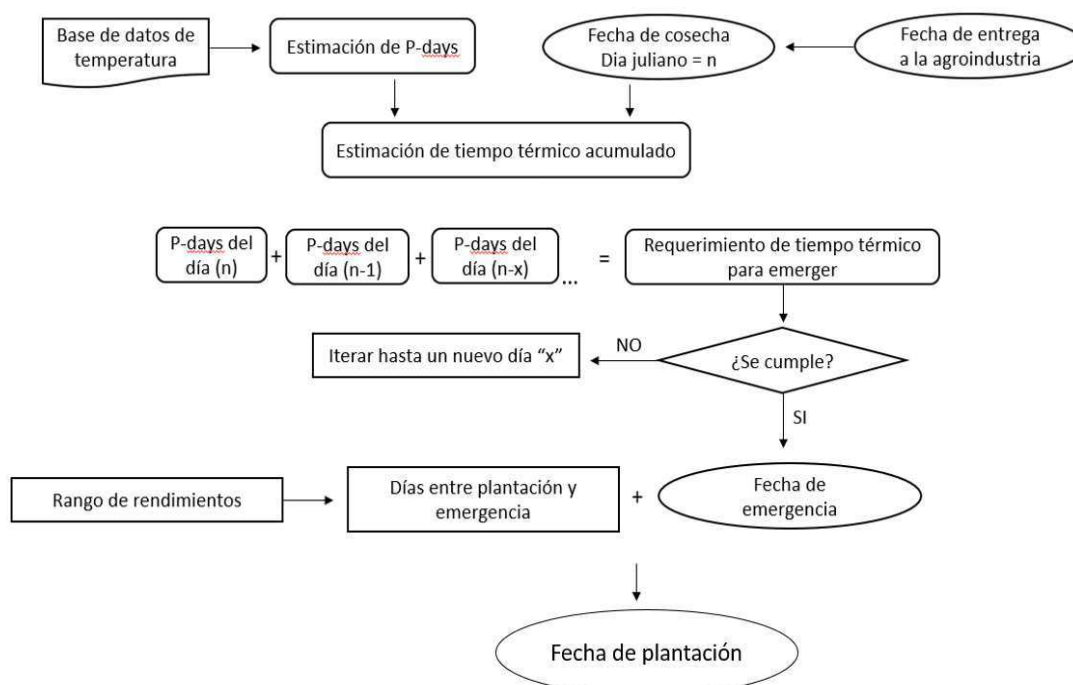 Base de datos de
temperatura
Estimación de P-days
Fecha de cosecha
Dia juliano = n
Fecha de entrega
a la agroindustria
Estimación de tiempo térmico acumulado
P-days del
día (n)
+
P-days del
día (n-1)
+
P-days del
día (n-x)
...
=
Requerimiento de tiempo térmico
para emerger
Iterar hasta un nuevo día “x”
NO
¿Se cumple?
SI
Rango de rendimientos
Días entre plantación y
emergencia
+
Fecha de
emergencia
Fecha de plantación